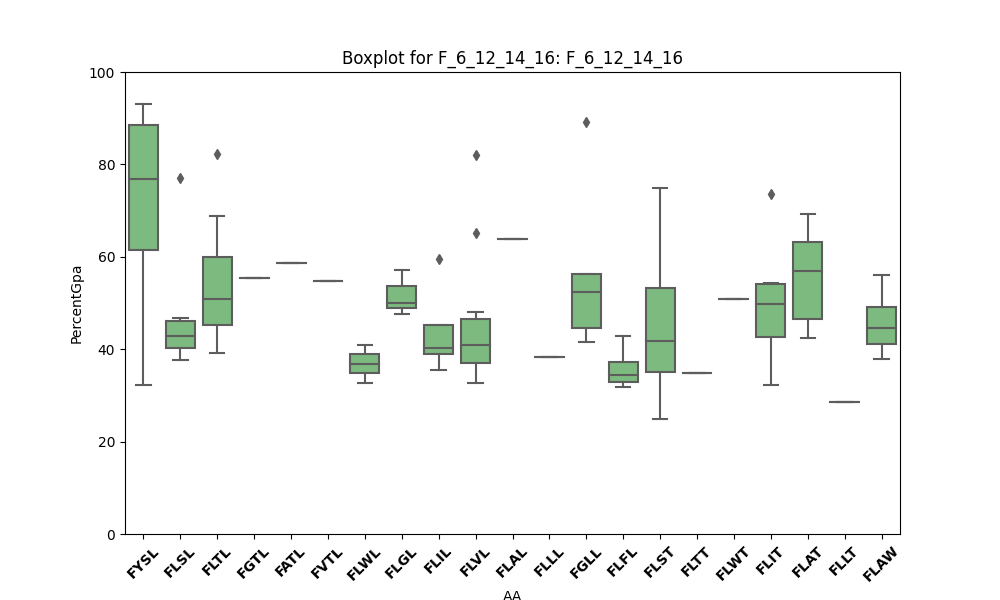 Boxplot for F_6_12_14_16: F_6_12_14_16
PercentGpa
100
80
60
40
20
0
FYSL
FLSL
FLTL
FGTL
FATL
FVTL
FLWL
FLGL
FLIL
FLVL
FLAL
FLLL
FGLL
FLFL
FLST
FLTT
FLWT
FLIT
FLAT
FLLT
FLAW
AA